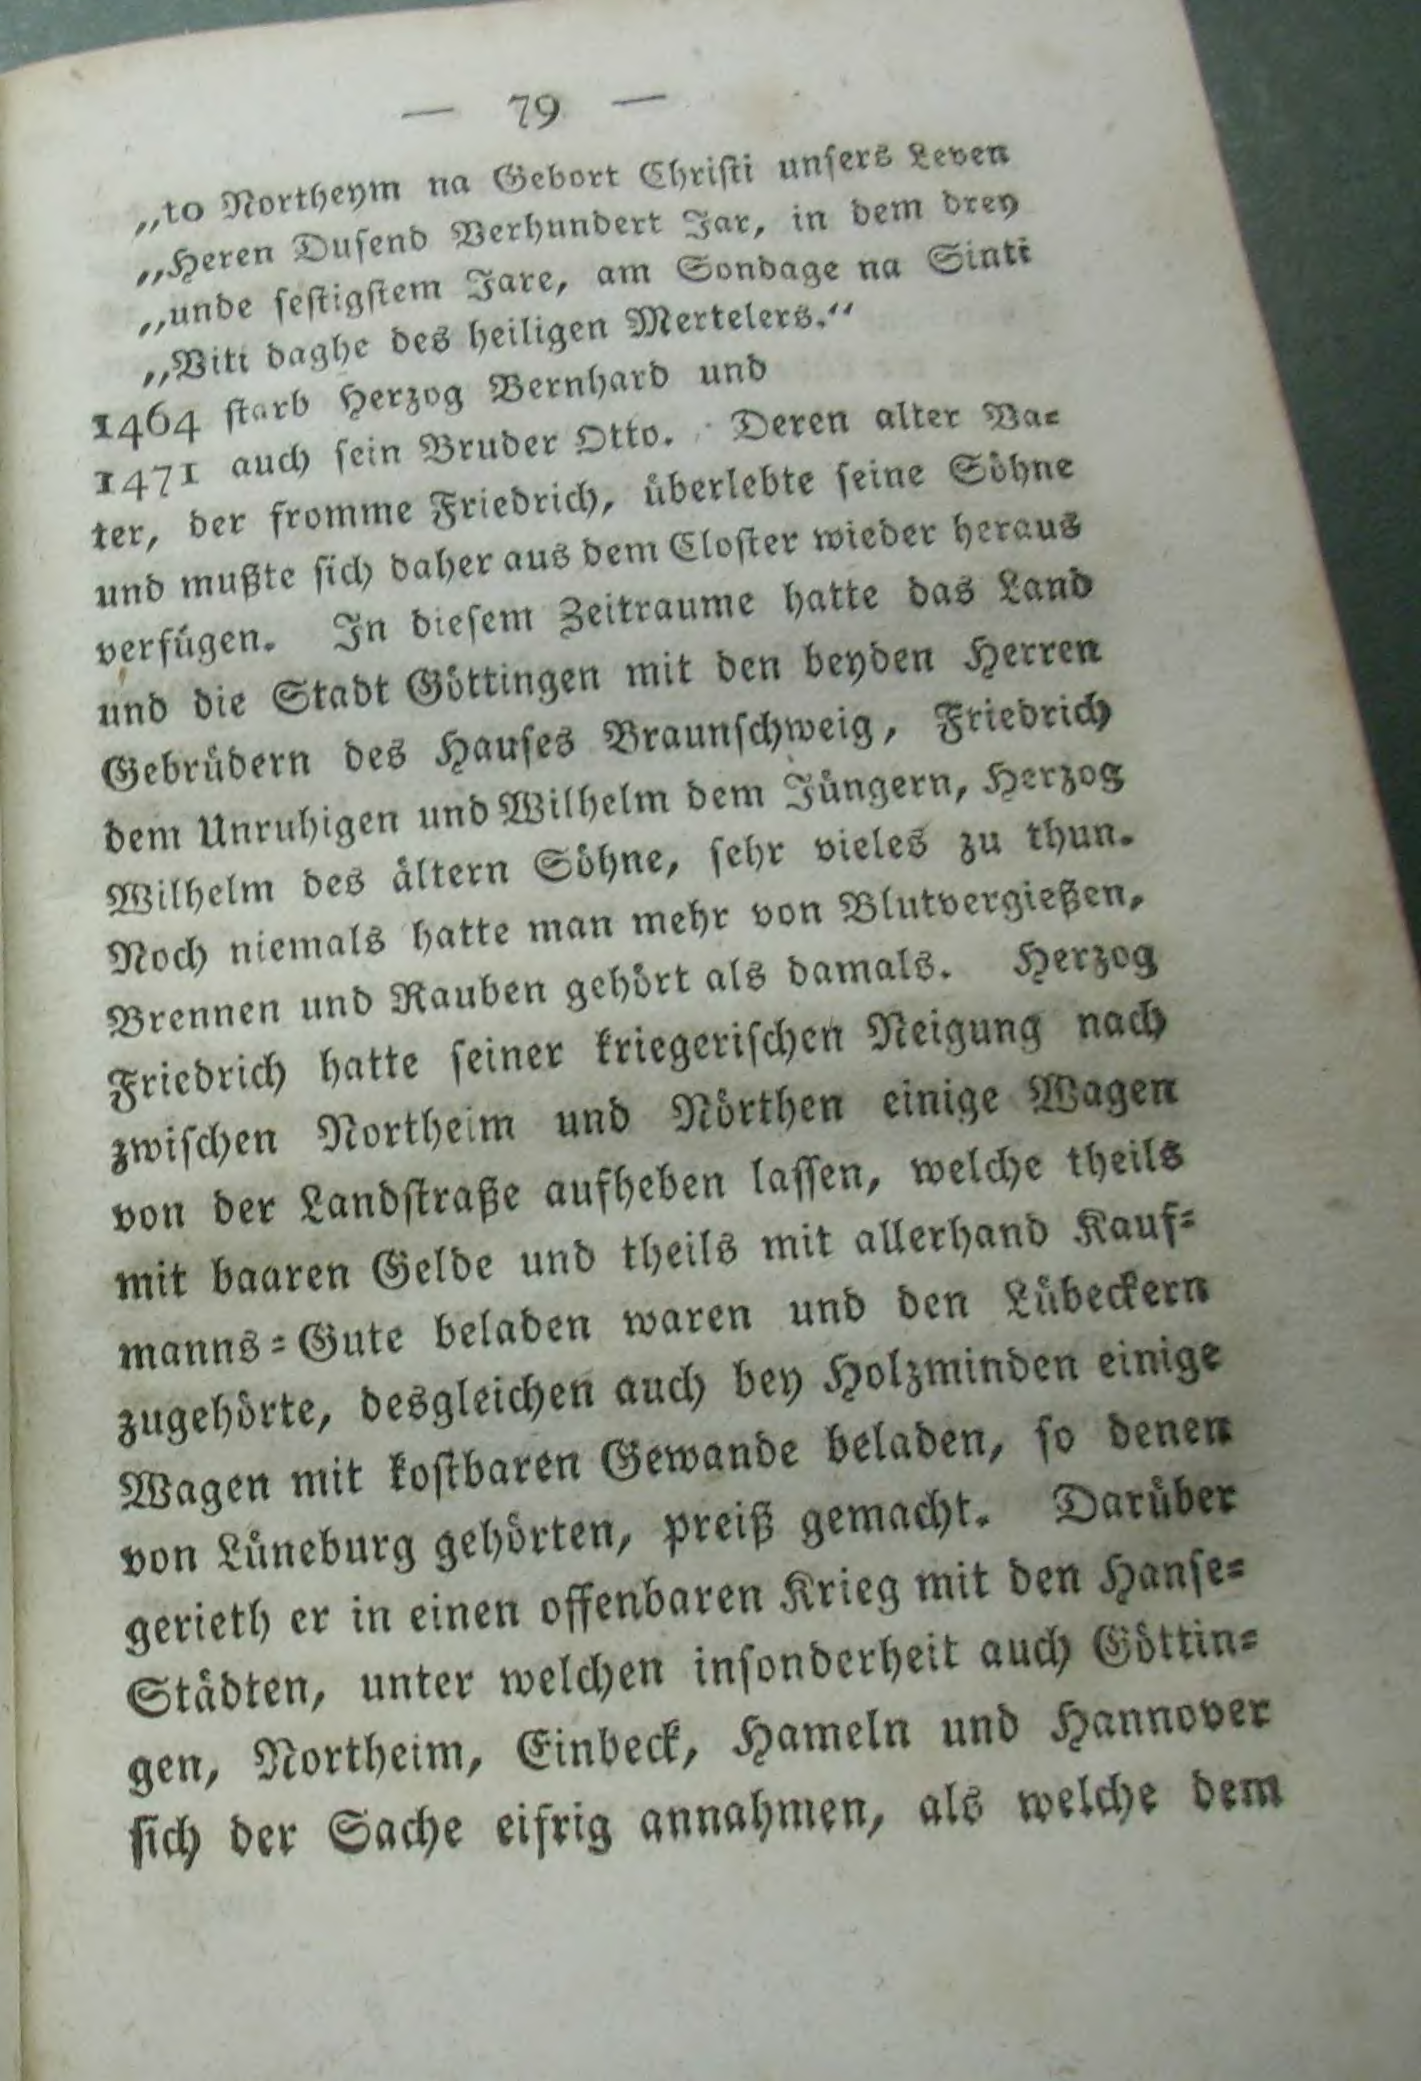 — 79 —
„to Northeym na Gebort Chriſti unſers Leven
„Heren Duſend Verhundert Jar, in dem drey
„unde ſeſtigſtem Jare, am Sondage na Sinti
„Viti daghe des heiligen Mertelers.“
1464 ſtarb Herzog Bernhard und
1471 auch ſein Bruder Otto. Deren alter Va⸗
ter, der fromme Friedrich, überlebte ſeine Söhne
und mußte ſich daher aus dem Cloſter wieder heraus
verfügen. In dieſem Zeitraume hatte das Land
und die Stadt Göttingen mit den beyden Herren
Gebrüdern des Hauſes Braunſchweig, Friedrich
dem Unruhigen und Wilhelm dem Jüngern, Herzog
Wilhelm des ältern Söhne, ſehr vieles zu thun.
Noch niemals hatte man mehr von Blutvergießen,
Brennen und Rauben gehört als damals. Herzog
Friedrich hatte ſeiner kriegeriſchen Neigung nach
zwiſchen Northeim und Nörthen einige Wagen
von der Landſtraße aufheben laſſen, welche theils
mit baaren Gelde und theils mit allerhand Kauf⸗
manns⸗Gute beladen waren und den Lübeckern
zugehörte, desgleichen auch bey Holzminden einige
Wagen mit koſtbaren Gewande beladen, ſo denen
von Lüneburg gehörten, preiß gemacht. Darüber
gerieth er in einen offenbaren Krieg mit den Hanſe⸗
Städten, unter welchen inſonderheit auch Göttin⸗
gen, Northeim, Einbeck, Hameln und Hannover
ſich der Sache eifrig annahmen, als welche dem